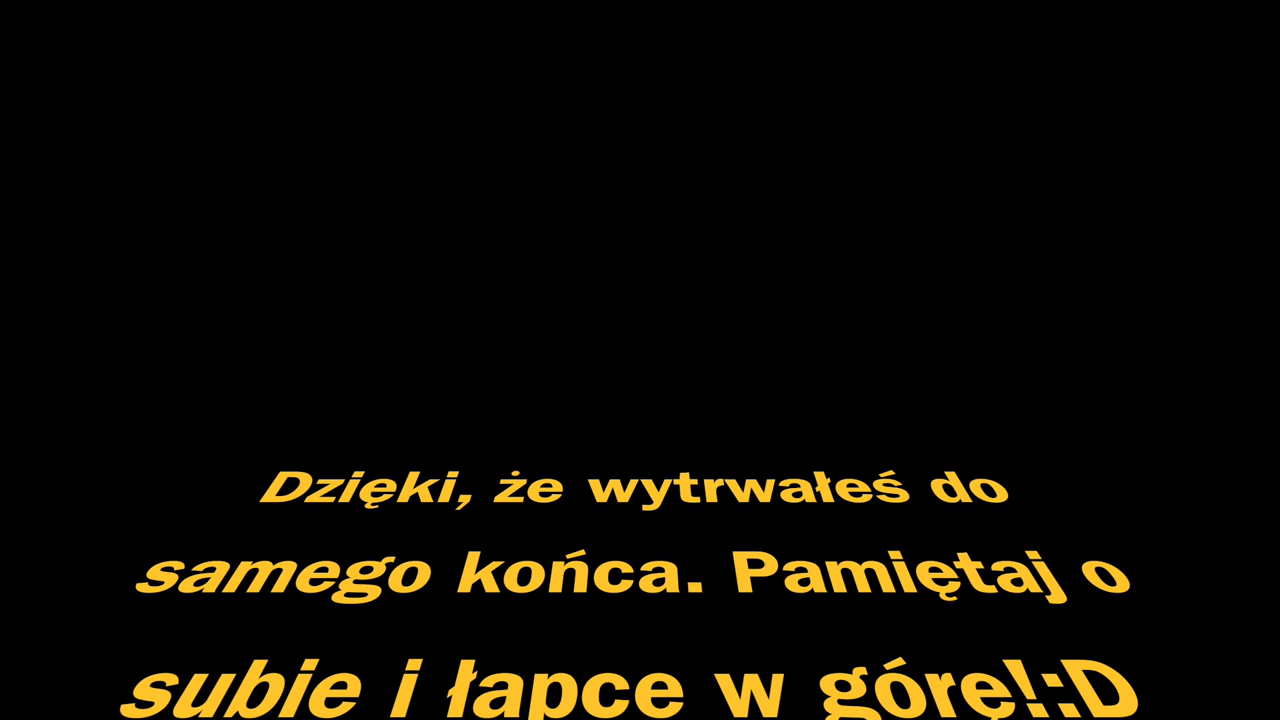 Dzięki, że wytrwałeś do
samego końca. Pamiętaj o
subie i łapce w górę!:D